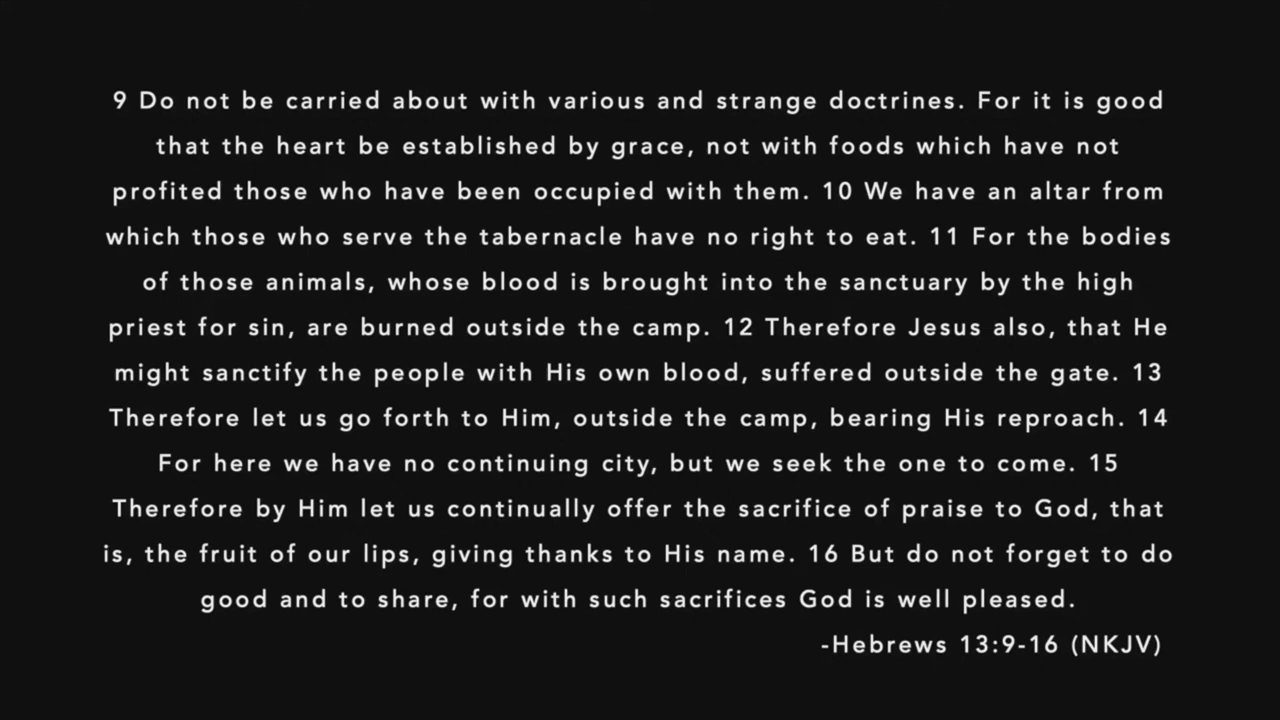 9 Do not be carried about with various and strange doctrines. For it is good
that the heart be established by grace, not with foods which have not
profited those who have been occupied with them. 10 We have an altar from
which those who serve the tabernacle have no right to eat. 11 For the bodies
of those animals, whose blood is brought into the sanctuary by the high
priest for sin, are burned outside the camp. 12 Therefore Jesus also, that He
might sanctify the people with His own blood, suffered outside the gate. 13
Therefore let us go forth to Him, outside the camp, bearing His reproach. 14
For here we have no continuing city, but we seek the one to come. 15
Therefore by Him let us continually offer the sacrifice of praise to God, that
is, the fruit of our lips, giving thanks to His name. 16 But do not forget to do
good and to share, for with such sacrifices God is well pleased.
-Hebrews 13:9-16 (NKJV)